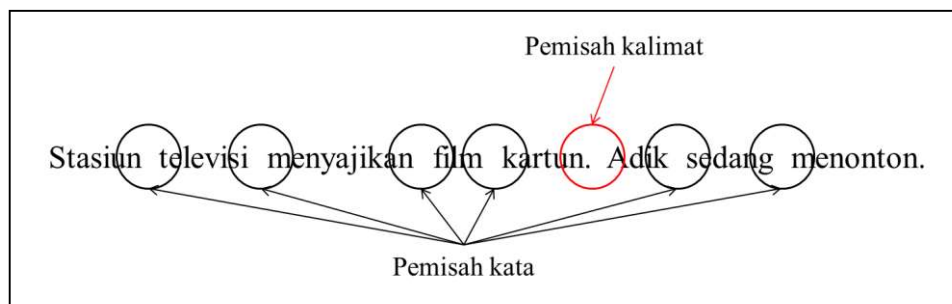 Pemisah kalimat
Stasiun televisi menyajikan film kartun. Adik sedang menonton.
Pemisah kata